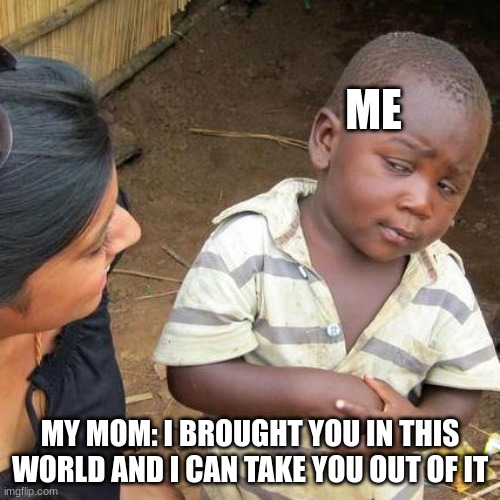 ME
MY MOM: I BROUGHT YOU IN THIS
WORLD AND I CAN TAKE YOU OUT OF IT
imgflip.com